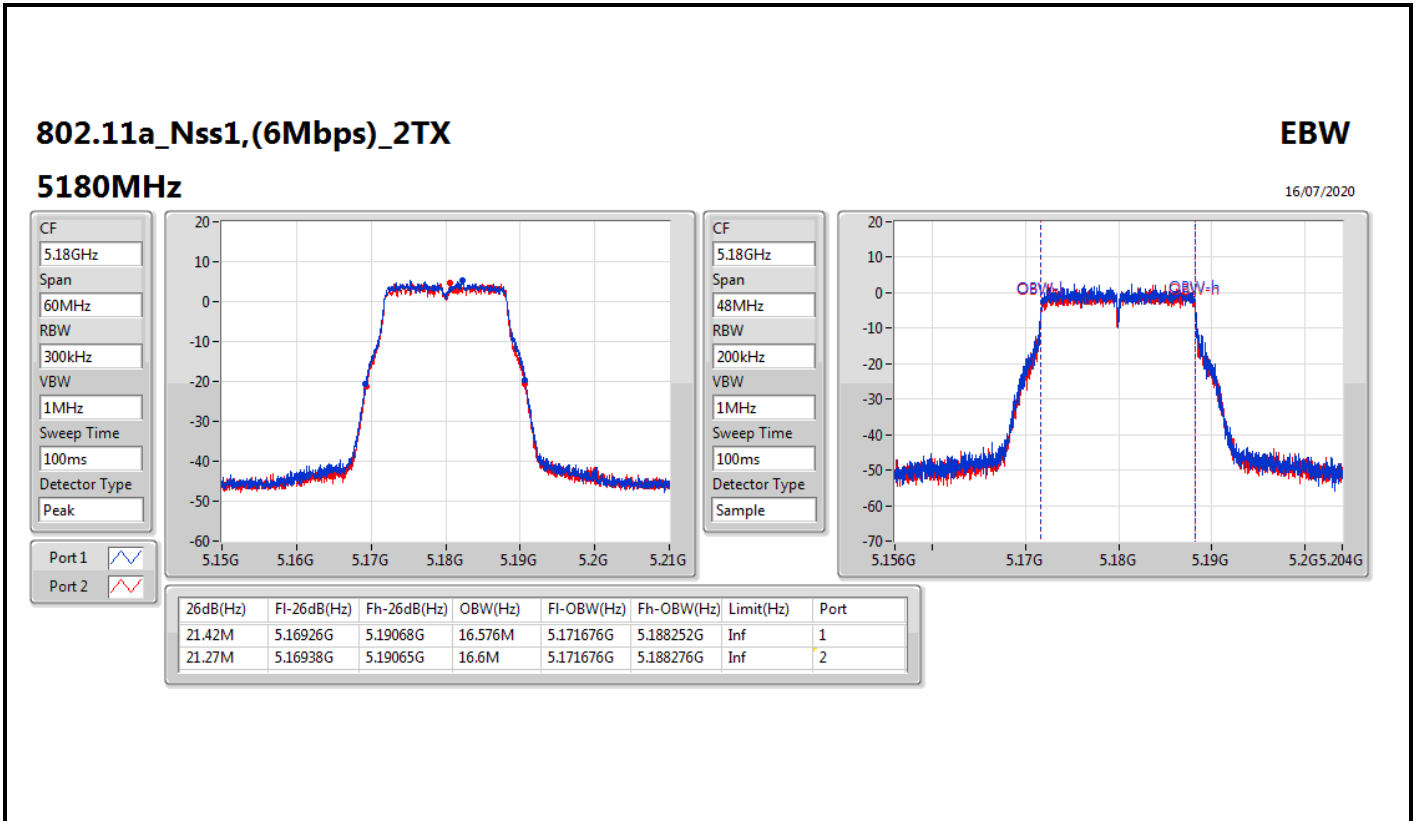 802.11a_Nss1,(6Mbps)_2TX
EBW
5180MHz
16/07/2020
CF
5.18GHz
Span
60MHz
RBW
300kHz
VBW
1MHz
Sweep Time
100ms
Detector Type
Peak
Port 1
Port 2
20
10
0
-10
-20
-30
-40
-50
-60
5.15G 5.16G 5.17G 5.18G 5.19G 5.2G 5.21G
CF
5.18GHz
Span
48MHz
RBW
200kHz
VBW
1MHz
Sweep Time
100ms
Detector Type
Sample
20
10
0
-10
-20
-30
-40
-50
-60
-70
OBW-h
5.156G 5.17G 5.18G 5.19G 5.2G 5.204G
26dB(Hz) Fl-26dB(Hz) Fh-26dB(Hz) OBW(Hz) Fl-OBW(Hz) Fh-OBW(Hz) Limit(Hz) Port
21.42M 5.16926G 5.19068G 16.576M 5.171676G 5.188252G Inf 1
21.27M 5.16938G 5.19065G 16.6M 5.171676G 5.188276G Inf 2